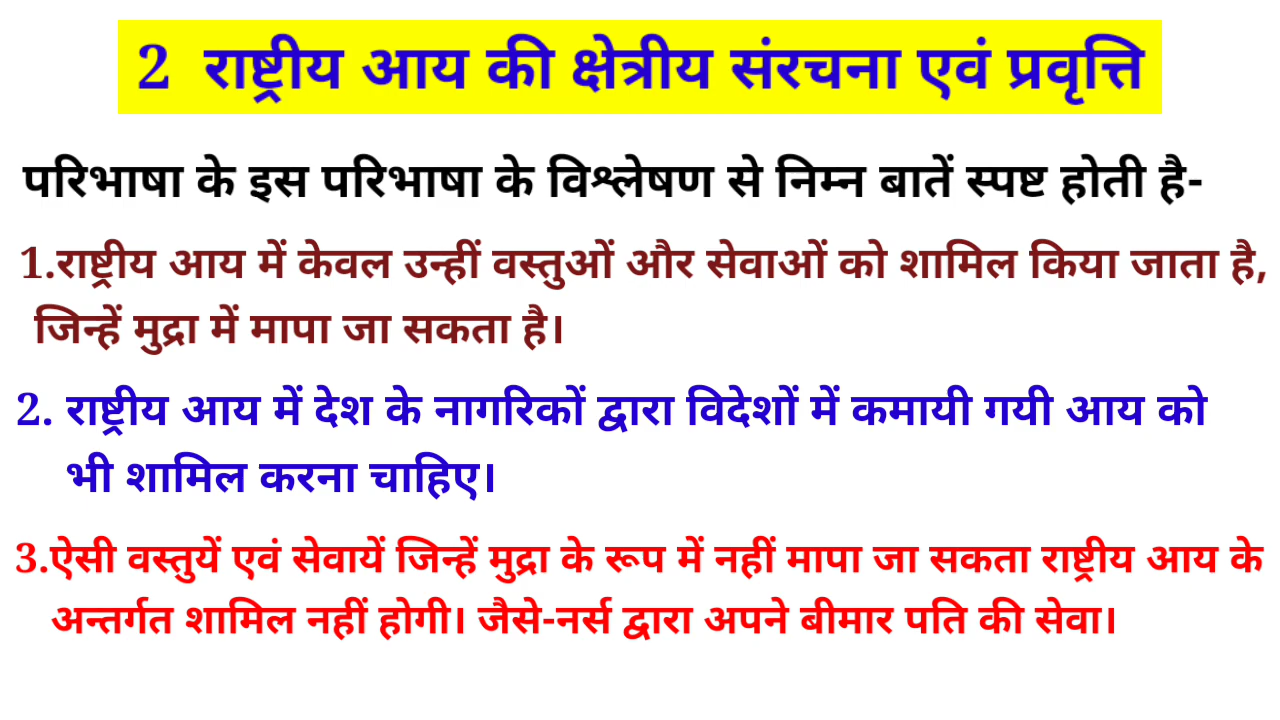 2 राष्ट्रीय आय की क्षेत्रीय संरचना एवं प्रवृत्ति
परिभाषा के इस परिभाषा के विश्लेषण से निम्न बातें स्पष्ट होती है-
1.राष्ट्रीय आय में केवल उन्हीं वस्तुओं और सेवाओं को शामिल किया जाता है,
जिन्हें मुद्रा में मापा जा सकता है।
2. राष्ट्रीय आय में देश के नागरिकों द्वारा विदेशों में कमायी गयी आय को
भी शामिल करना चाहिए।
3.ऐसी वस्तुयें एवं सेवायें जिन्हें मुद्रा के रूप में नहीं मापा जा सकता राष्ट्रीय आय के
अन्तर्गत शामिल नहीं होगी। जैसे-नर्स द्वारा अपने बीमार पति की सेवा।